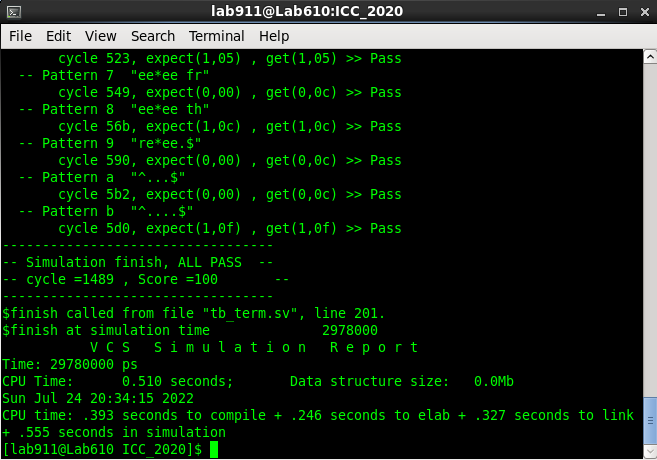 lab911@Lab610:ICC_2020
File Edit View Search Terminal Help
cycle 523, expect(1,05) , get(1,05) >> Pass
-- Pattern 7  "ee*ee fr"
cycle 549, expect(0,00) , get(0,0c) >> Pass
-- Pattern 8  "ee*ee th"
cycle 56b, expect(1,0c) , get(1,0c) >> Pass
-- Pattern 9  "re*ee.$"
cycle 590, expect(0,00) , get(0,0c) >> Pass
-- Pattern a  "^...$"
cycle 5b2, expect(0,00) , get(0,0c) >> Pass
-- Pattern b  "^....$"
cycle 5d0, expect(1,0f) , get(1,0f) >> Pass
----------------------------------
-- Simulation finish, ALL PASS  --
-- cycle =1489 , Score =100       --
----------------------------------
$finish called from file "tb_term.sv", line 201.
$finish at simulation time              2978000
V C S   S i m u l a t i o n   R e p o r t
Time: 29780000 ps
CPU Time:      0.510 seconds;       Data structure size:   0.0Mb
Sun Jul 24 20:34:15 2022
CPU time: .393 seconds to compile + .246 seconds to elab + .327 seconds to link
+ .555 seconds in simulation
[lab911@Lab610 ICC_2020]$